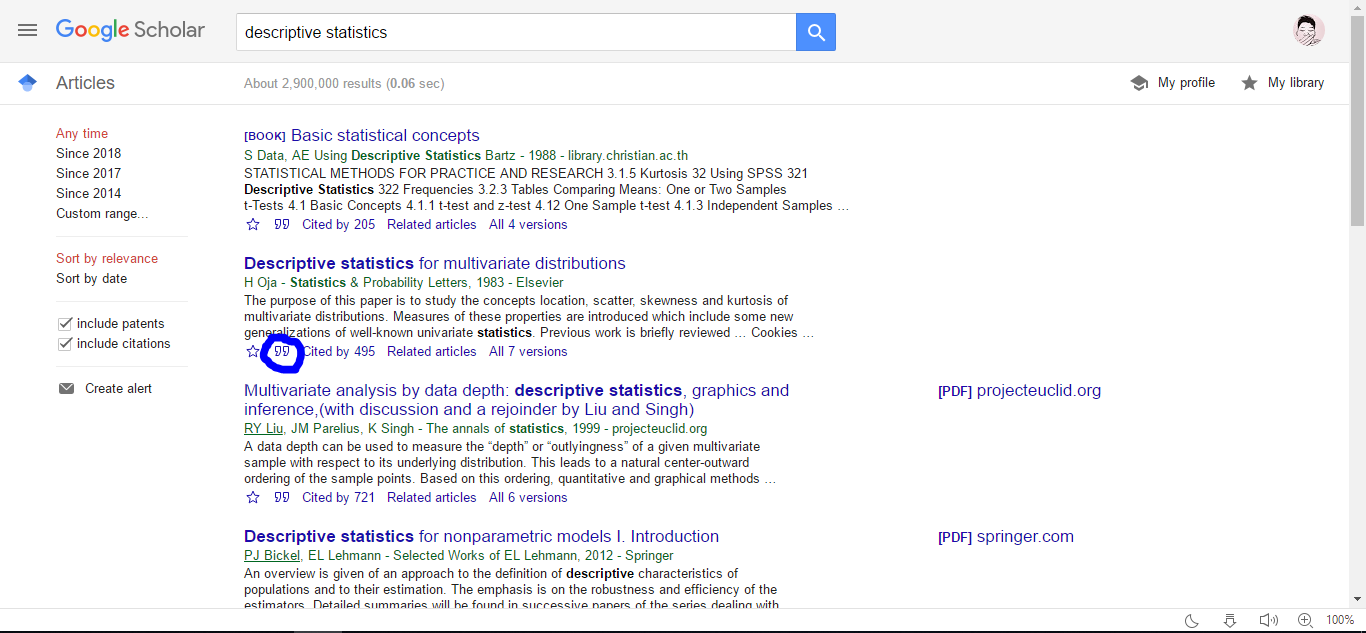 Google Scholar
descriptive statistics
Articles
About 2,900,000 results (0.06 sec)
My profile
My library
Any time
Since 2018
Since 2017
Since 2014
Custom range...
Sort by relevance
Sort by date
include patents
include citations
Create alert
[BOOK] Basic statistical concepts
S Data, AE Using Descriptive Statistics Bartz - 1988 - library.christian.ac.th
STATISTICAL METHODS FOR PRACTICE AND RESEARCH 3.1.5 Kurtosis 32 Using SPSS 321
Descriptive Statistics 322 Frequencies 3.2.3 Tables Comparing Means: One or Two Samples
t-Tests 4.1 Basic Concepts 4.1.1 t-test and z-test 4.12 One Sample t-test 4.1.3 Independent Samples …
Cited by 205 Related articles All 4 versions
Descriptive statistics for multivariate distributions
H Oja - Statistics & Probability Letters, 1983 - Elsevier
The purpose of this paper is to study the concepts location, scatter, skewness and kurtosis of
multivariate distributions. Measures of these properties are introduced which include some new
generalizations of well-known univariate statistics. Previous work is briefly reviewed … Cookies …
Cited by 495 Related articles All 7 versions
Multivariate analysis by data depth: descriptive statistics, graphics and
inference,(with discussion and a rejoinder by Liu and Singh)
RY Liu, JM Parelius, K Singh - The annals of statistics, 1999 - projecteuclid.org
A data depth can be used to measure the “depth” or “outlyingness” of a given multivariate
sample with respect to its underlying distribution. This leads to a natural center-outward
ordering of the sample points. Based on this ordering, quantitative and graphical methods …
Cited by 721 Related articles All 6 versions
[PDF] projecteuclid.org
Descriptive statistics for nonparametric models I. Introduction
PJ Bickel, EL Lehmann - Selected Works of EL Lehmann, 2012 - Springer
An overview is given of an approach to the definition of descriptive characteristics of
populations and to their estimation. The emphasis is on the robustness and efficiency of the
estimators. Detailed summaries will be found in successive papers of the series dealing with
[PDF] springer.com
100%